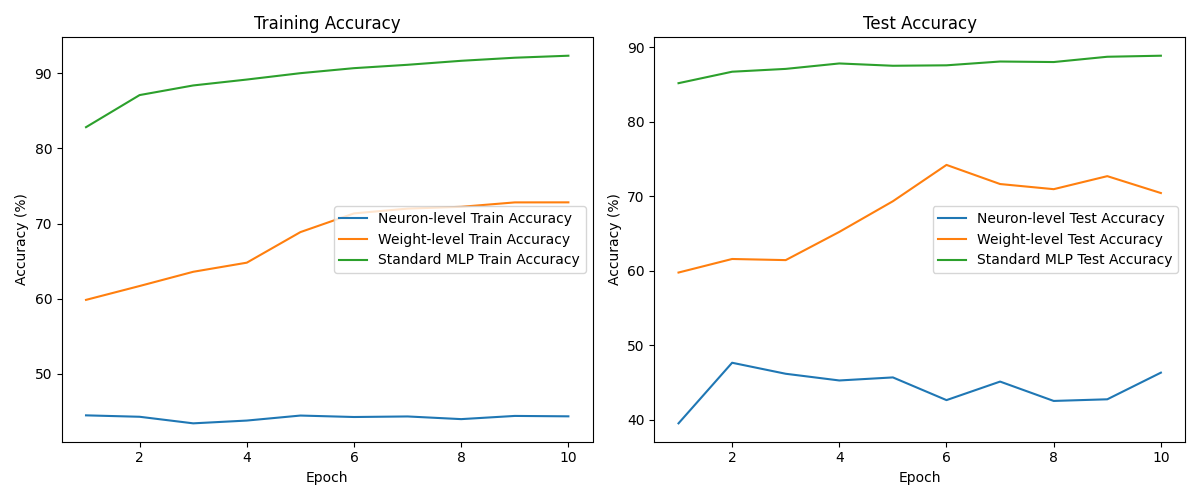 Training Accuracy
Accuracy (%)
90
80
70
60
50
2
4
6
8
10
Epoch
Neuron-level Train Accuracy
Weight-level Train Accuracy
Standard MLP Train Accuracy
Test Accuracy
Accuracy (%)
90
80
70
60
50
40
2
4
6
8
10
Epoch
Neuron-level Test Accuracy
Weight-level Test Accuracy
Standard MLP Test Accuracy